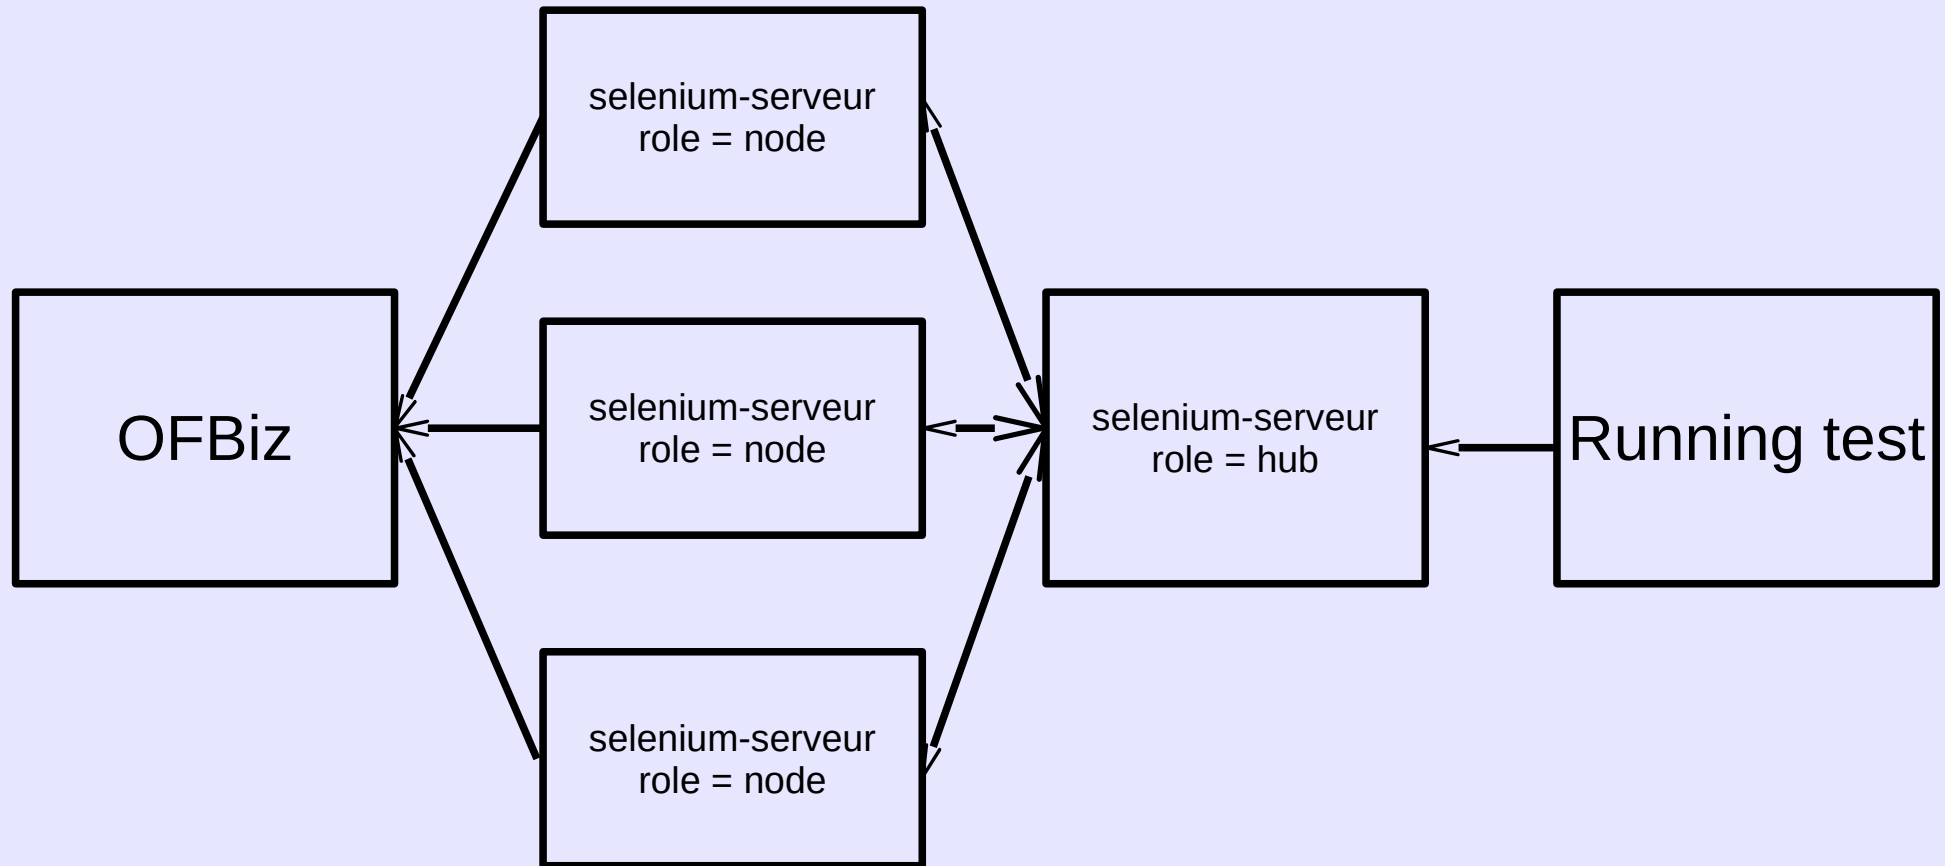 selenium-serveur
role = node
OFBiz
selenium-serveur
role = node
selenium-serveur
role = hub
Running test
selenium-serveur
role = node